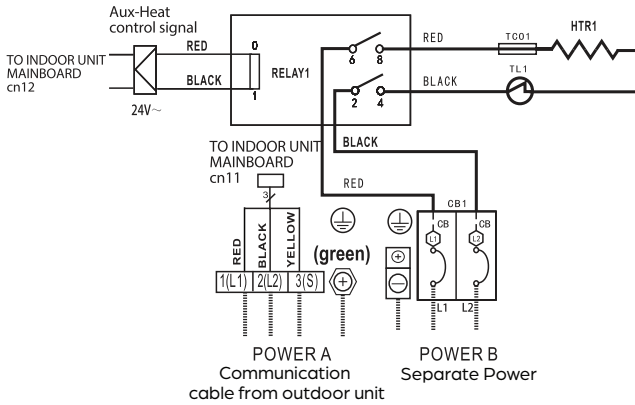 Aux-Heat
control signal
RED
TO INDOOR UNIT
MAINBOARD
cn12
BLACK
24V~
0
1
RELAY1
6
8
2
4
RED
TCO1
HTR1
BLACK
TL1
BLACK
RED
TO INDOOR UNIT
MAINBOARD
cn11
3
RED
BLACK
YELLOW
(green)
1(L1)
2(L2)
3(S)
CB1
CB
CB
L1
L2
L1
L2
POWER A
Communication
cable from outdoor unit
POWER B
Separate Power